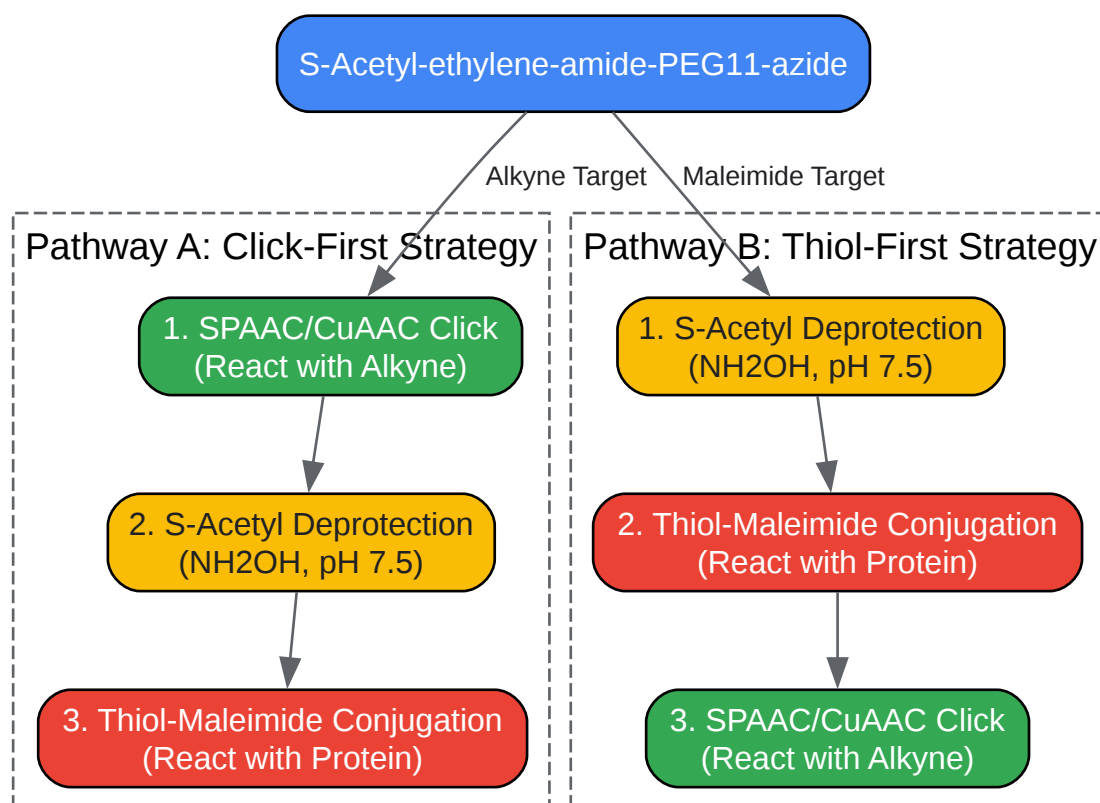 S-Acetyl-ethylene-amide-PEG11-azide
Alkyne Target
Maleimide Target
Pathway A: Click-First Strategy
1. SPAAC/CuAAC Click
(React with Alkyne)
2. S-Acetyl Deprotection
(NH2OH, pH 7.5)
3. Thiol-Maleimide Conjugation
(React with Protein)
Pathway B: Thiol-First Strategy
1. S-Acetyl Deprotection
(NH2OH, pH 7.5)
2. Thiol-Maleimide Conjugation
(React with Protein)
3. SPAAC/CuAAC Click
(React with Alkyne)